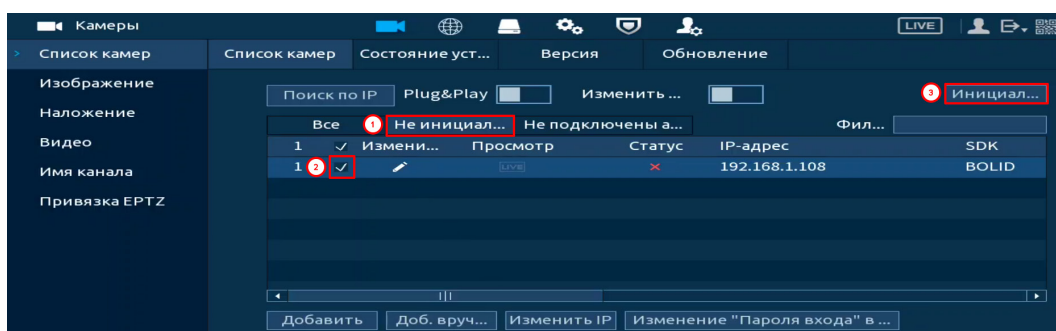 Камеры LIVE
> Список камер Список камер Состояние уст... Версия Обновление
Изображение
Поиск по IP Plug&Play Изменить ... 3 Инициал...
Наложение
Все 1 Не инициал... Не подключены а... Фил...
Видео
1 Измени... Просмотр Статус IP-адрес SDK
Имя канала
1 2 LIVE 192.168.1.108 BOLID
Привязка EPTZ
Добавить Доб. вруч... Изменить IP Изменение "Пароля входа" в ...